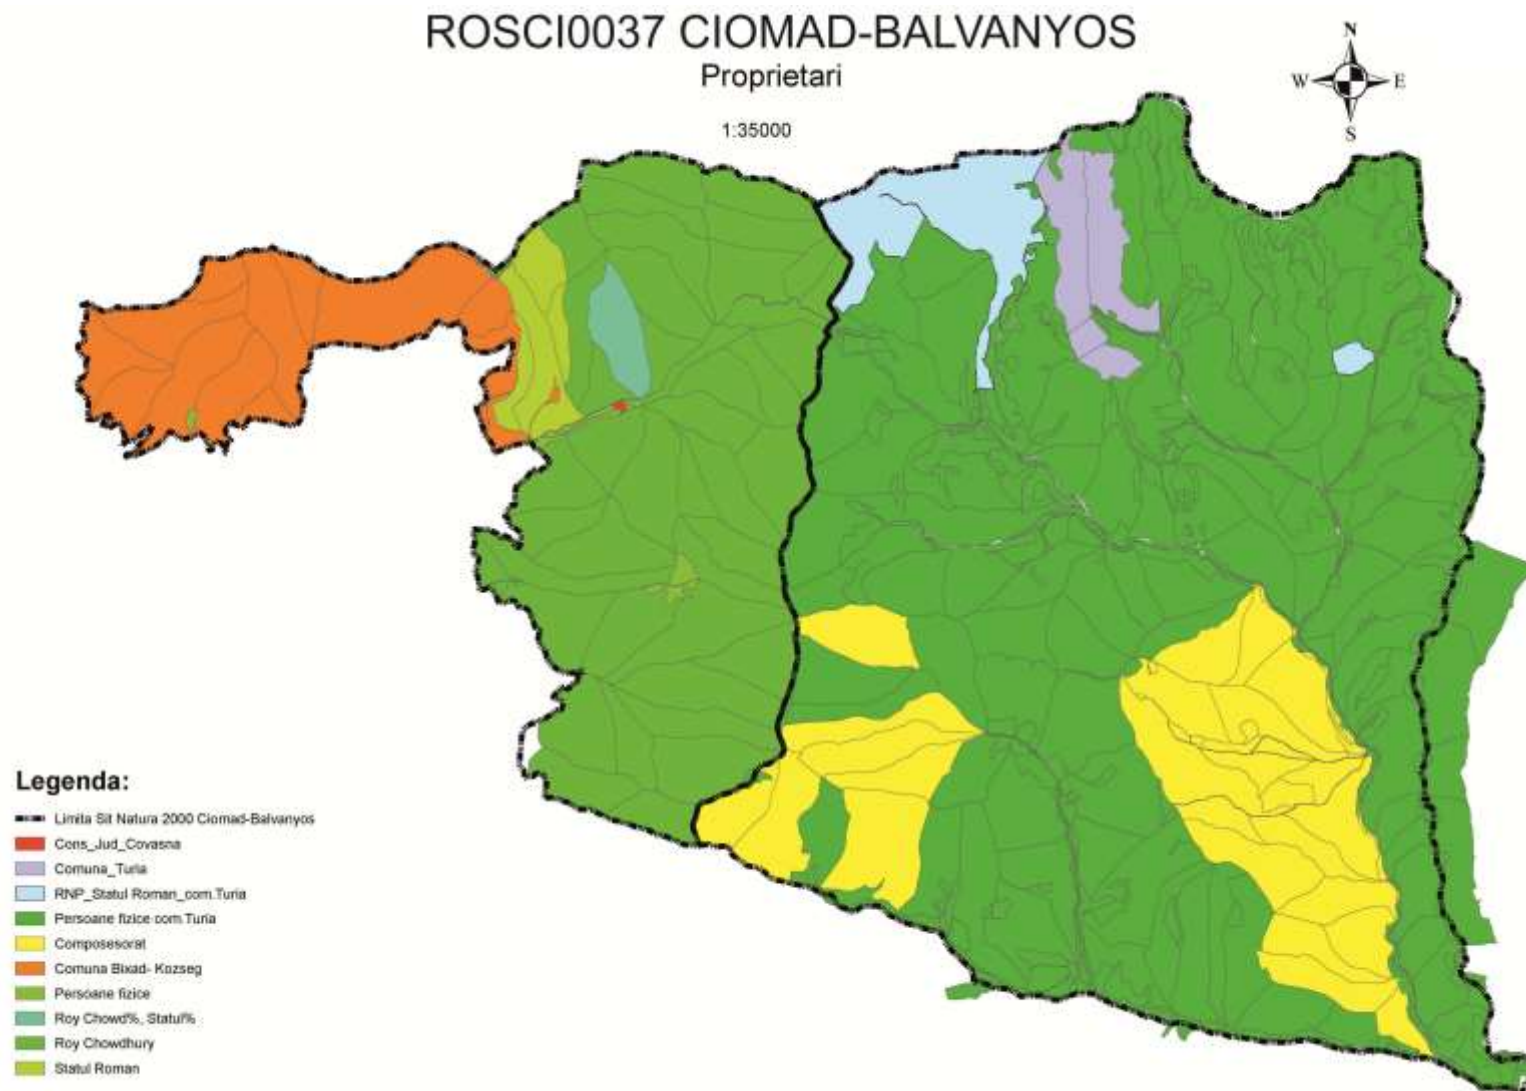 ROSCI0037 CIOMAD-BALVANYOS
Proprietari
1:35000
N
W E
S
Legenda:
Limita Sit Natura 2000 Ciomad-Balvanyos
Cons_Jud_Covasna
Comuna_Turia
RNP_Statul Roman_com.Turia
Persoane fizice com.Turia
Composesorat
Comuna Bixad- Kozseg
Persoane fizice
Roy Chowd%, Statul%
Roy Chowdhury
Statul Roman